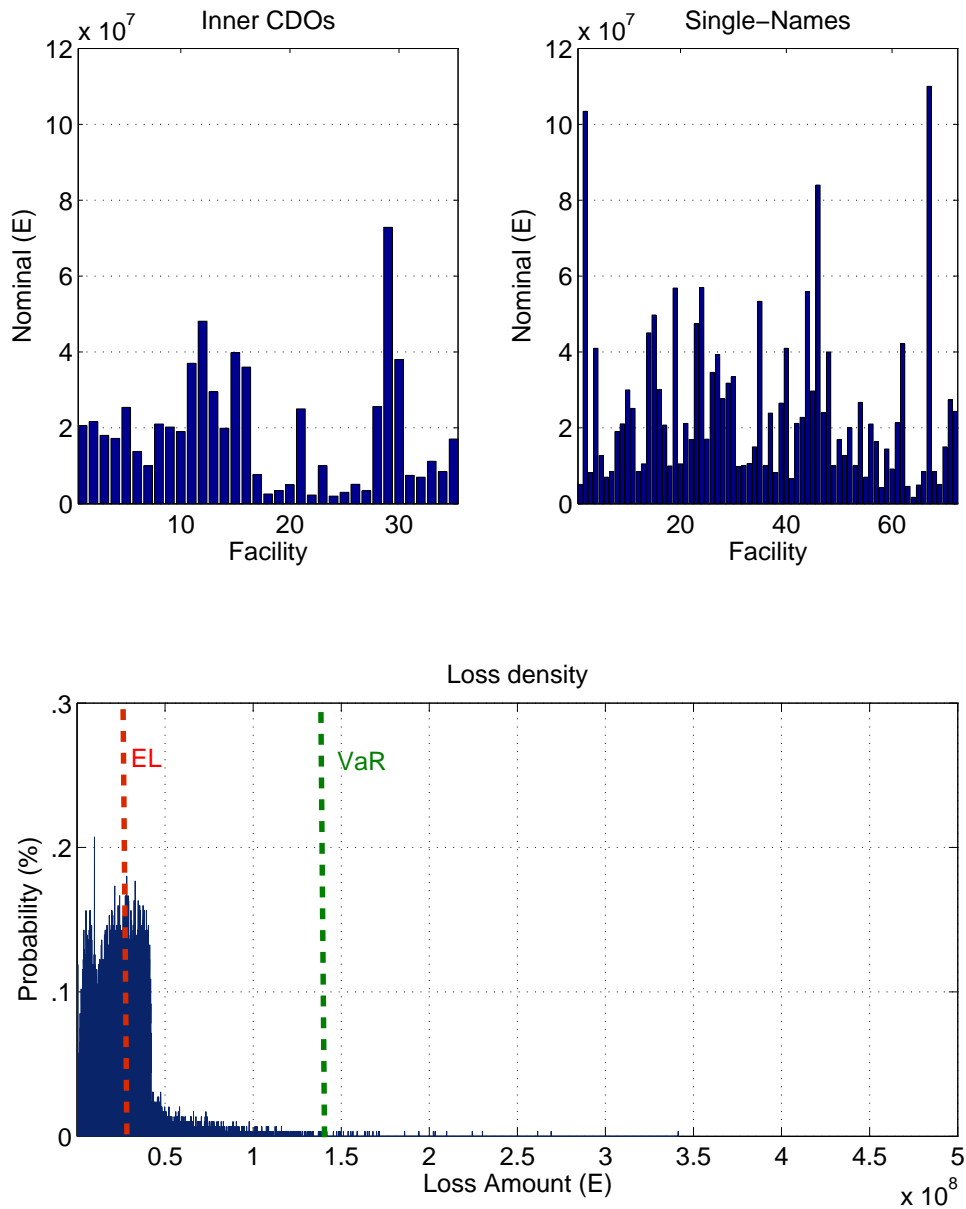 Inner CDOs
x 10^7
12
10
8
6
4
2
0
Nominal (E)
10 20 30
Facility
Single−Names
x 10^7
12
10
8
6
4
2
0
Nominal (E)
20 40 60
Facility
Loss density
.3
.2
.1
0
Probability (%)
EL
VaR
0.5 1 1.5 2 2.5 3 3.5 4 4.5 5
Loss Amount (E)
x 10^8